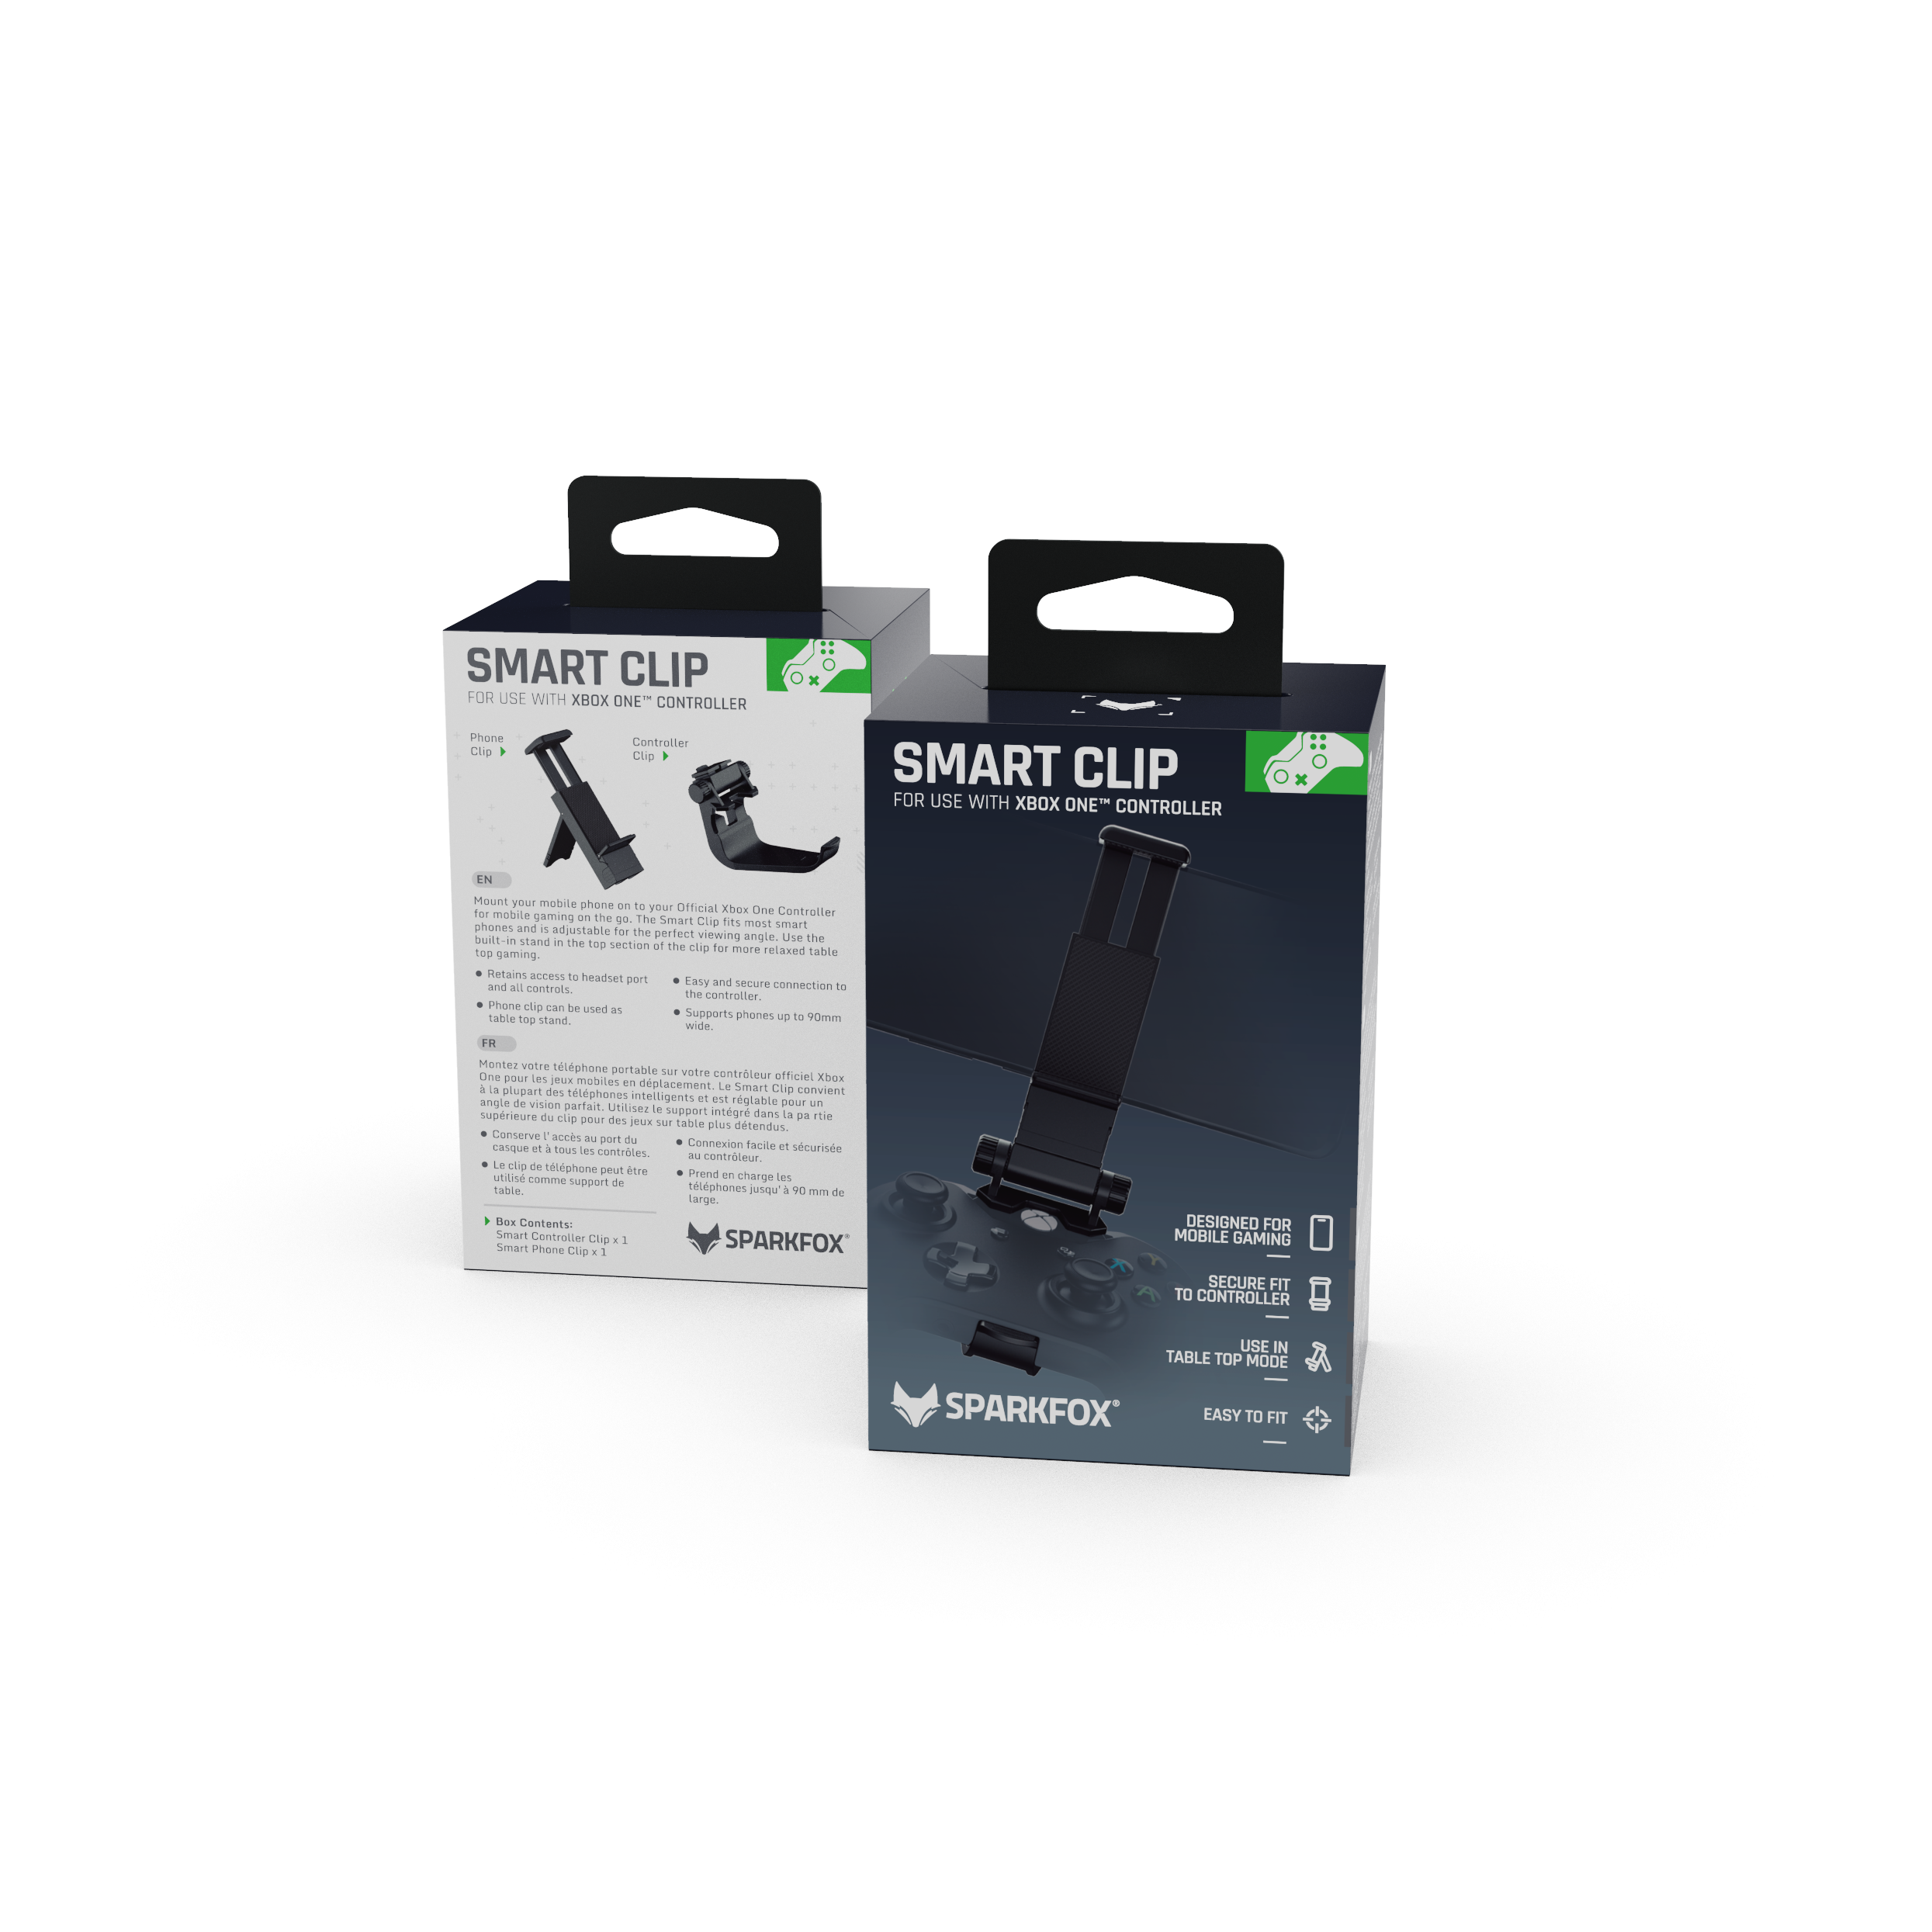 SMART CLIP
FOR USE WITH XBOX ONE™ CONTROLLER
Phone
Clip
Controller
Clip
EN
Mount your mobile phone on to your Official Xbox One Controller
for mobile gaming on the go. The Smart Clip fits most smart
phones and is adjustable for the perfect viewing angle. Use the
built-in stand in the top section of the clip for more relaxed table
top gaming.
● Retains access to headset port
and all controls.
● Phone clip can be used as
table top stand.
● Easy and secure connection to
the controller.
● Supports phones up to 90mm
wide.
FR
Montez votre téléphone portable sur votre contrôleur officiel Xbox
One pour les jeux mobiles en déplacement. Le Smart Clip convient
à la plupart des téléphones intelligents et est réglable pour un
angle de vision parfait. Utilisez le support intégré dans la pa rtie
supérieure du clip pour des jeux sur table plus détendus.
● Conserve l' accès au port du
casque et à tous les contrôles.
● Le clip de téléphone peut être
utilisé comme support de
table.
● Connexion facile et sécurisée
au contrôleur.
● Prend en charge les
téléphones jusqu' à 90 mm de
large.
Box Contents:
Smart Controller Clip x 1
Smart Phone Clip x 1
SPARKFOX®
SMART CLIP
FOR USE WITH XBOX ONE™ CONTROLLER
X
Y
A
DESIGNED FOR
MOBILE GAMING
SECURE FIT
TO CONTROLLER
USE IN
TABLE TOP MODE
EASY TO FIT
SPARKFOX®